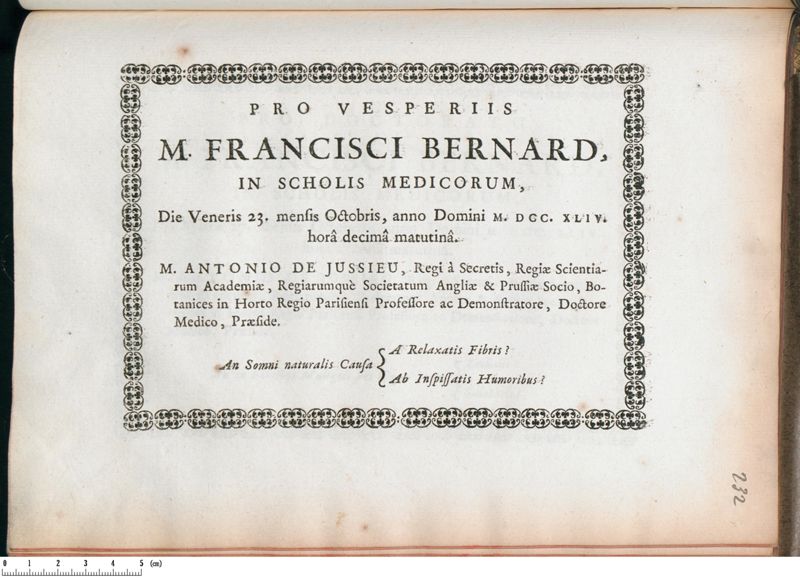 PRO VESPERIIS
M. FRANCISCI BERNARD,
IN SCHOLIS MEDICORUM,
Die Veneris 23. mensis Octobris, anno Domini M. DCC. XLIV.
horâ decimâ matutinâ.
M. ANTONIO DE JUSSIEU, Regi â Secretis, Regiæ Scientia-
rum Academiæ, Regiarumquè Societatum Angliæ & Prussiæ Socio, Bo-
tanices in Horto Regio Parisiensi Professore ac Demonstratore, Doctore
Medico, Præside.
A Relaxatis Fibris?
An Somni naturalis Causa
Ab Inspissatis Humoribus?
232
0 1 2 3 4 5 (cm)